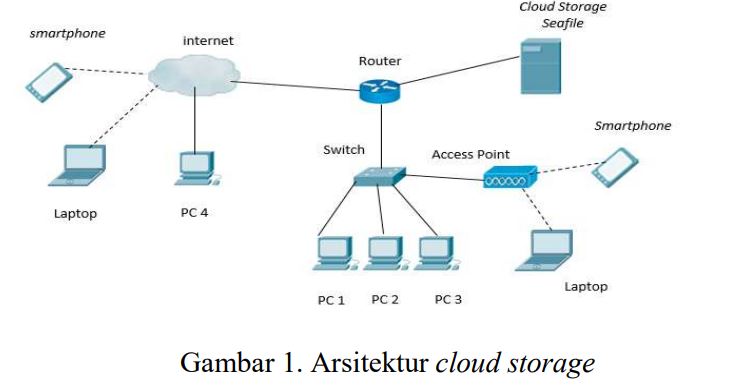 Cloud Storage
Seafile
smartphone
internet
Router
Smartphone
Switch
Access Point
Laptop
PC 4
PC 1
PC 2
PC 3
Laptop
Gambar 1. Arsitektur cloud storage